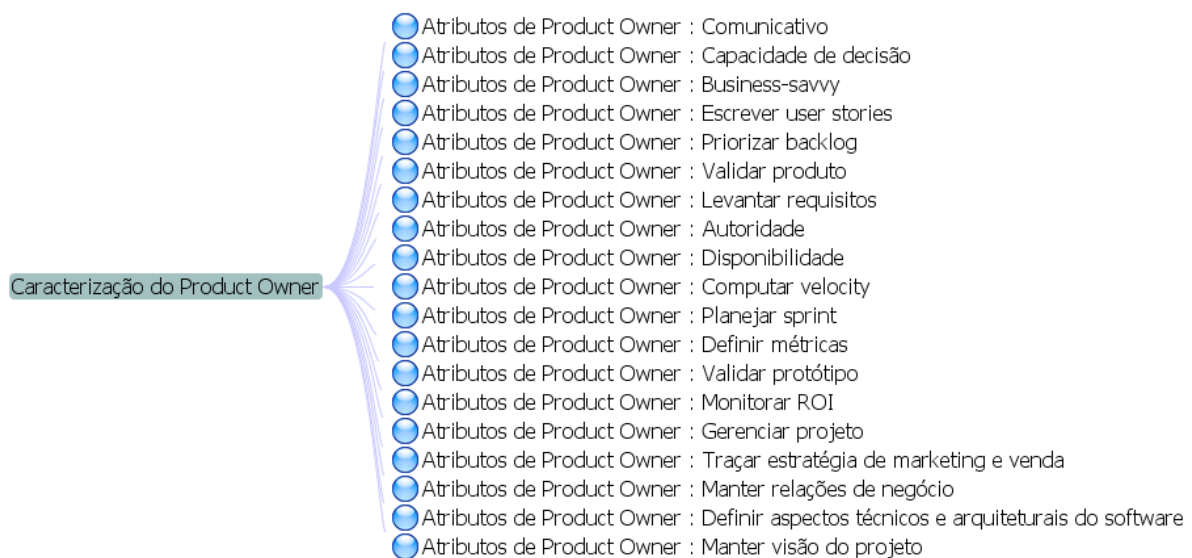 Atributos de Product Owner : Comunicativo
Atributos de Product Owner : Capacidade de decisão
Atributos de Product Owner : Business-savvy
Atributos de Product Owner : Escrever user stories
Atributos de Product Owner : Priorizar backlog
Atributos de Product Owner : Validar produto
Atributos de Product Owner : Levantar requisitos
Atributos de Product Owner : Autoridade
Atributos de Product Owner : Disponibilidade
Caracterização do Product Owner
Atributos de Product Owner : Computar velocity
Atributos de Product Owner : Planejar sprint
Atributos de Product Owner : Definir métricas
Atributos de Product Owner : Validar protótipo
Atributos de Product Owner : Monitorar ROI
Atributos de Product Owner : Gerenciar projeto
Atributos de Product Owner : Traçar estratégia de marketing e venda
Atributos de Product Owner : Manter relações de negócio
Atributos de Product Owner : Definir aspectos técnicos e arquiteturais do software
Atributos de Product Owner : Manter visão do projeto